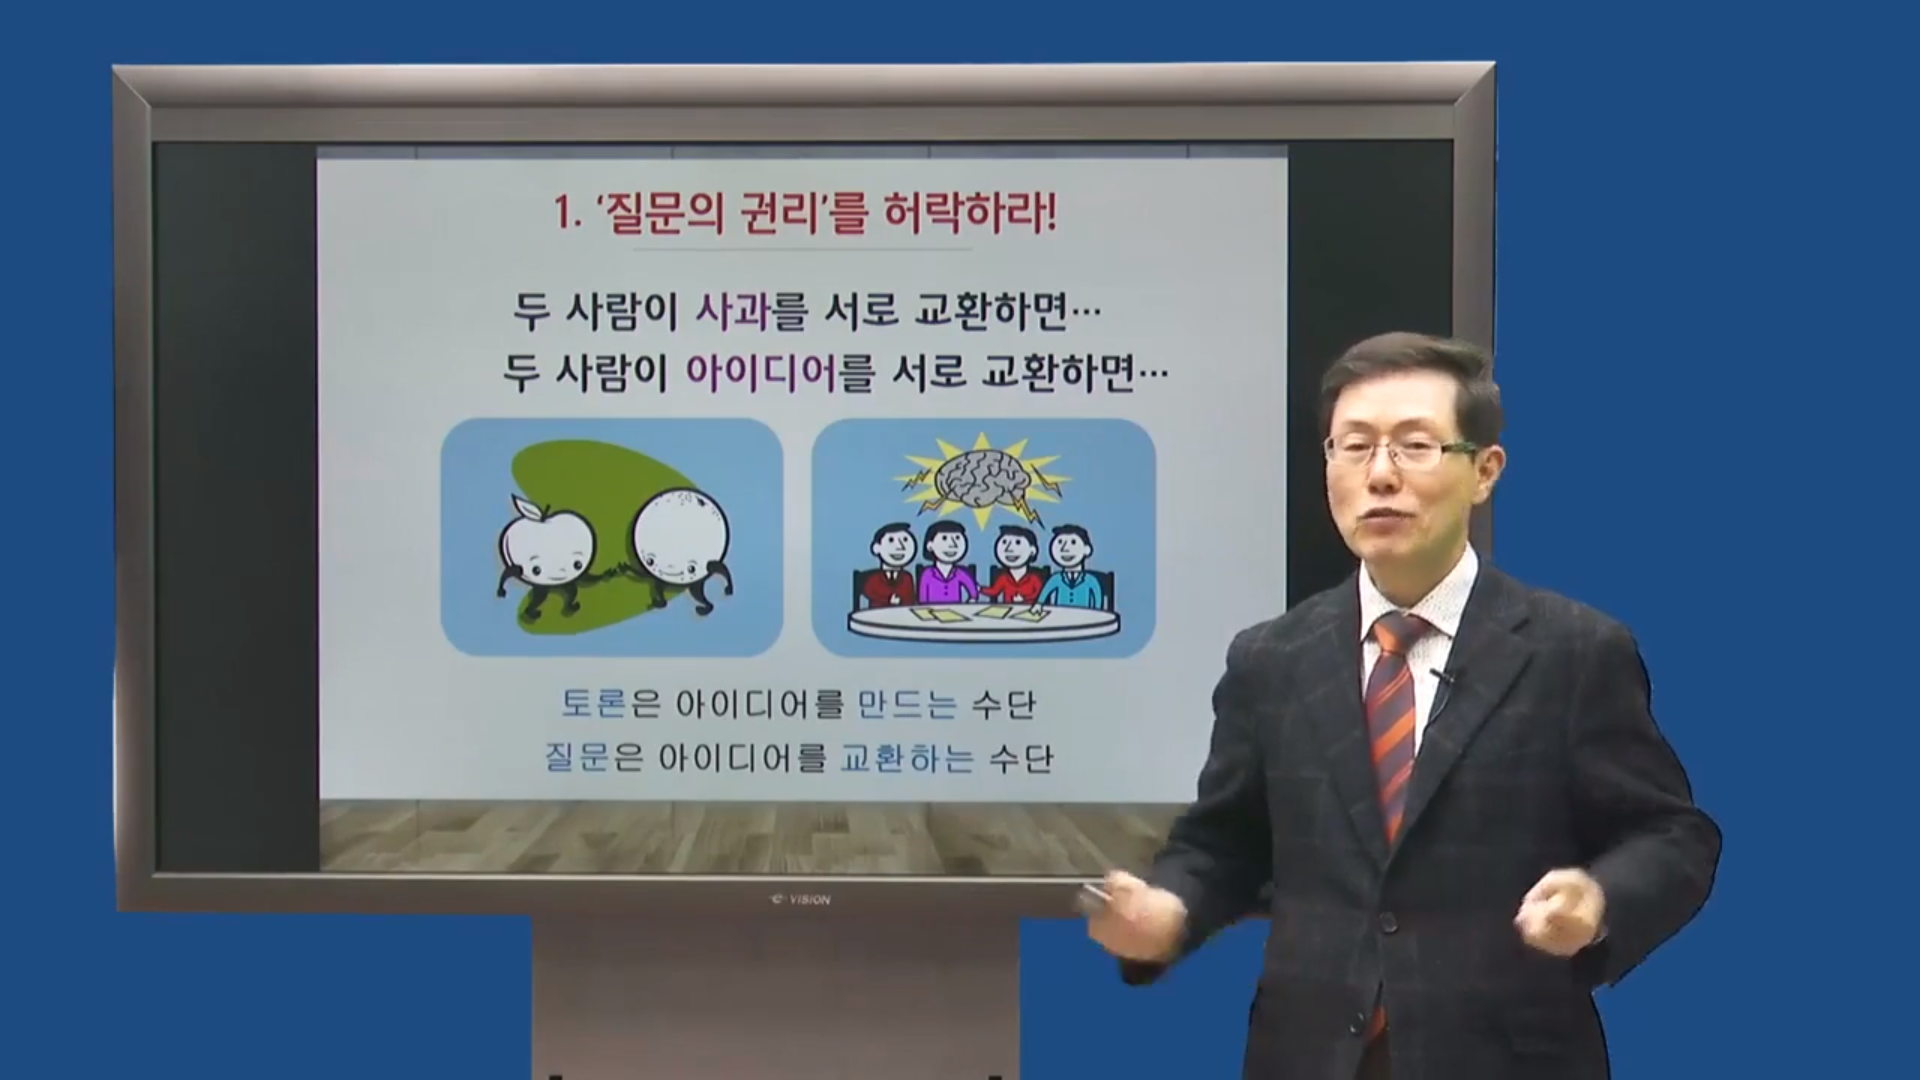 1. ‘질문의 권리’를 허락하라!
두 사람이 사과를 서로 교환하면…
두 사람이 아이디어를 서로 교환하면…
토론은 아이디어를 만드는 수단
질문은 아이디어를 교환하는 수단
e-VISION